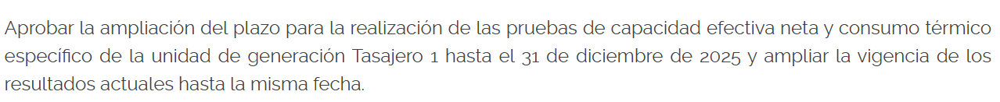 Aprobar la ampliación del plazo para la realización de las pruebas de capacidad efectiva neta y consumo térmico
específico de la unidad de generación Tasajero 1 hasta el 31 de diciembre de 2025 y ampliar la vigencia de los
resultados actuales hasta la misma fecha.